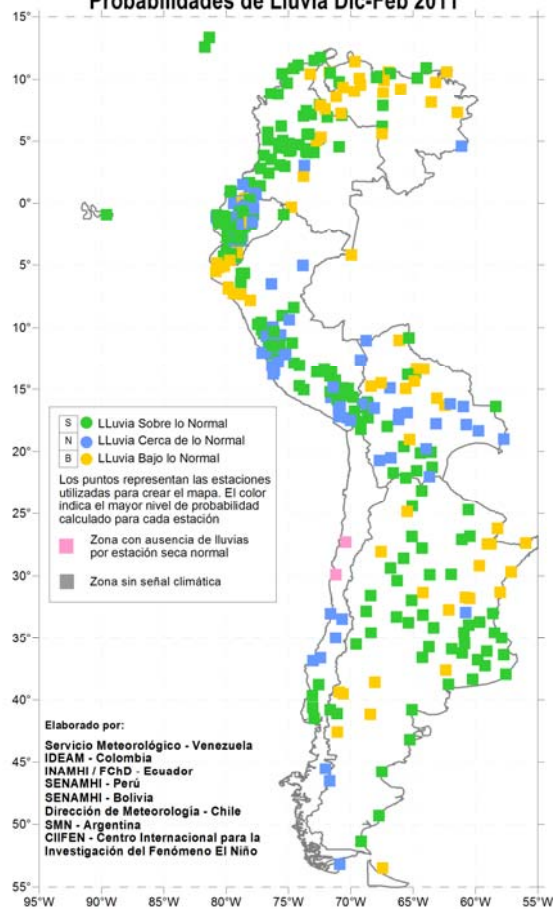 Probabilidades de Lluvia Dic-Feb 2011
15°
10°
5°
0°
5°
10°
15°
S LLuvia Sobre lo Normal
N LLuvia Cerca de lo Normal
B LLuvia Bajo lo Normal
Los puntos representan las estaciones
utilizadas para crear el mapa. El color
indica el mayor nivel de probabilidad
calculado para cada estación
Zona con ausencia de lluvias
por estación seca normal
Zona sin señal climática
20°
25°
30°
35°
40°
Elaborado por:
Servicio Meteorológico - Venezuela
IDEAM - Colombia
INAMHI / FChD - Ecuador
SENAMHI - Perú
SENAMHI - Bolivia
Dirección de Meteorología - Chile
SMN - Argentina
CIIFEN - Centro Internacional para la
Investigación del Fenómeno El Niño
45°
50°
55°
95°W 90°W 85°W 80°W 75°W 70°W 65°W 60°W 55°W